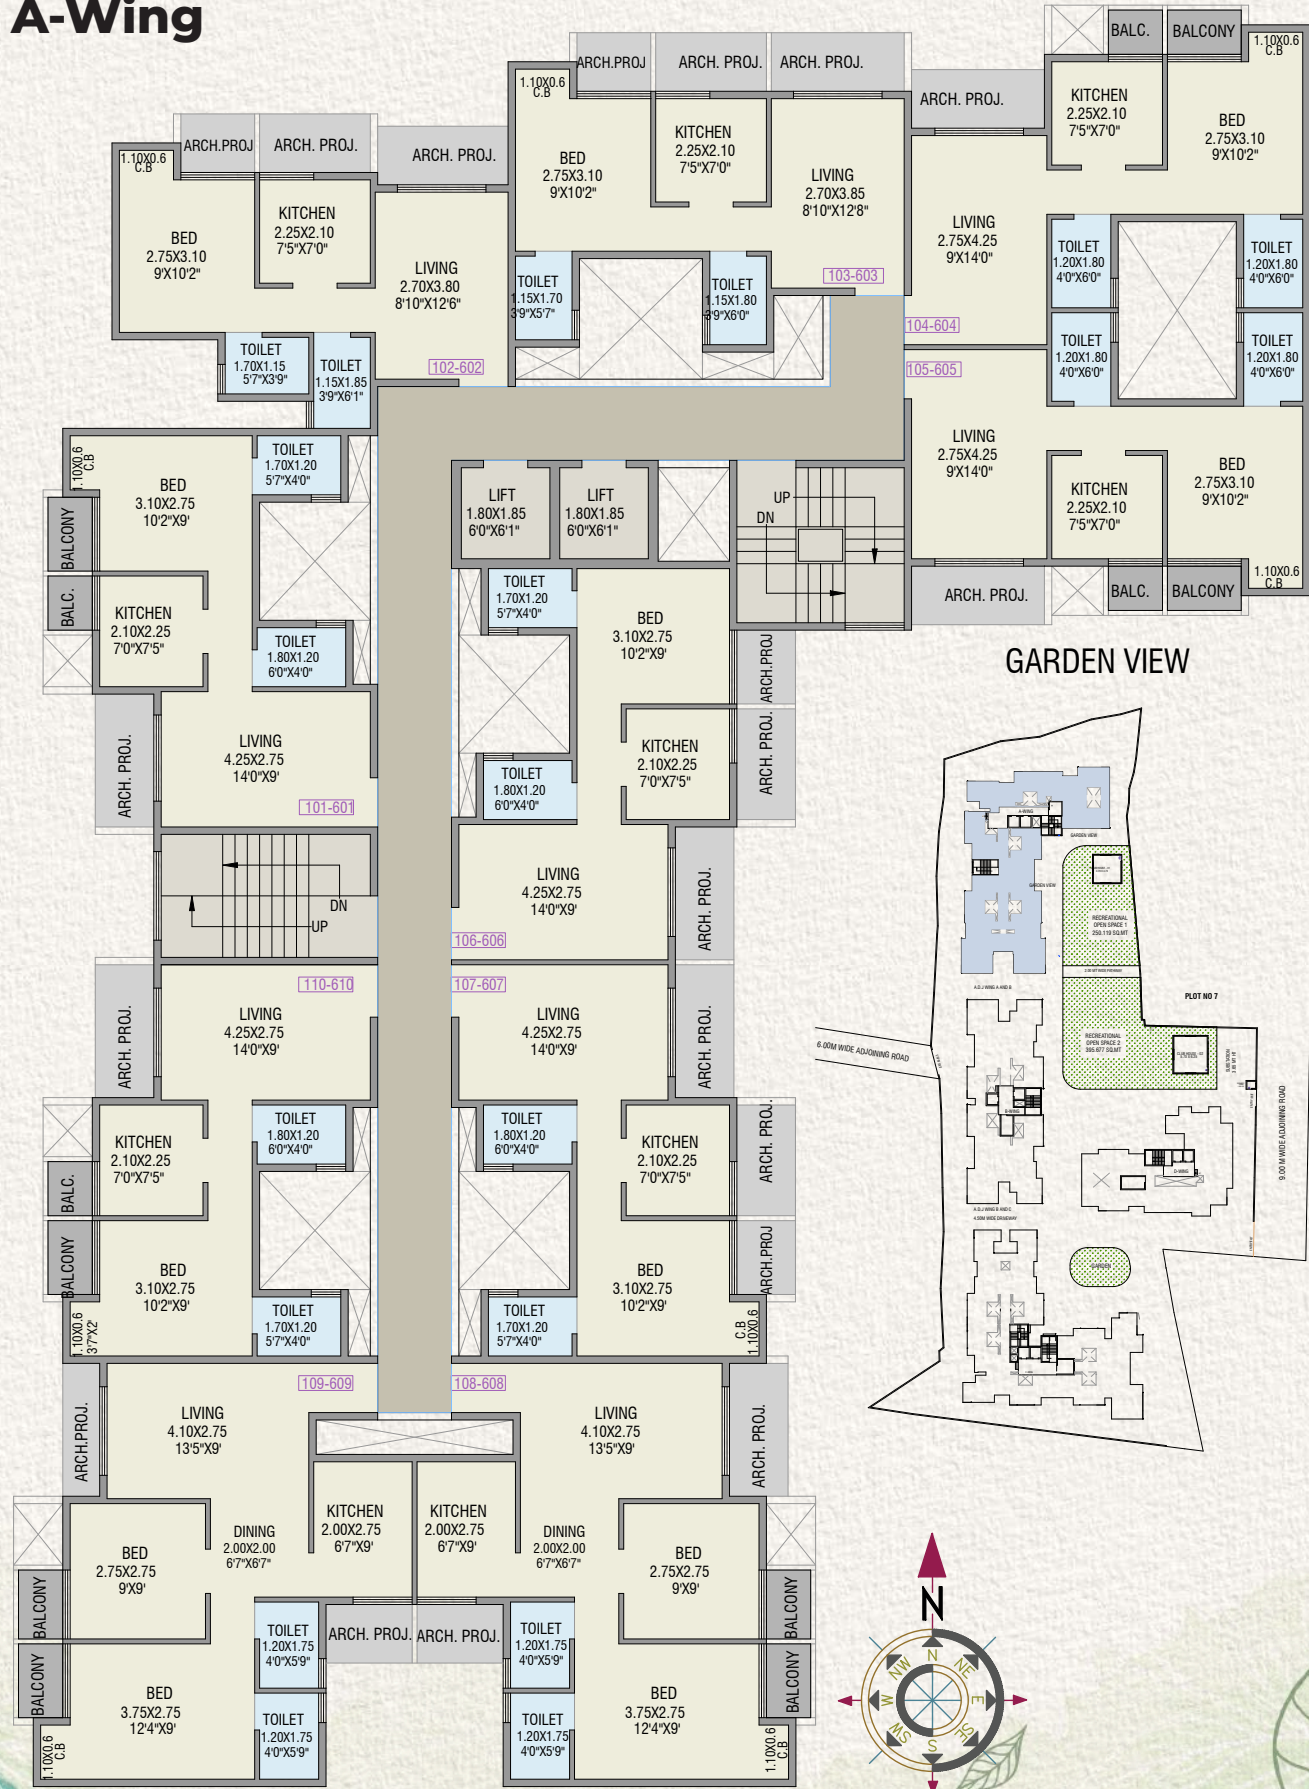 A-Wing
BALC.
BALCONY
1.10X0.6
C.B
ARCH.PROJ
ARCH. PROJ.
ARCH. PROJ.
ARCH. PROJ.
KITCHEN
2.25X2.10
7'5"X7'0"
BED
2.75X3.10
9'X10'2"
1.10X0.6
C.B
BED
2.75X3.10
9'X10'2"
KITCHEN
2.25X2.10
7'5"X7'0"
LIVING
2.70X3.85
8'10"X12'8"
103-603
TOILET
1.15X1.70
3'9"X5'7"
TOILET
1.15X1.80
3'9"X6'0"
ARCH.PROJ
ARCH. PROJ.
ARCH. PROJ.
1.10X0.6
C.B
BED
2.75X3.10
9'X10'2"
KITCHEN
2.25X2.10
7'5"X7'0"
LIVING
2.70X3.80
8'10"X12'6"
102-602
TOILET
1.70X1.15
5'7"X3'9"
TOILET
1.15X1.85
3'9"X6'1"
LIVING
2.75X4.25
9'X14'0"
104-604
TOILET
1.20X1.80
4'0"X6'0"
TOILET
1.20X1.80
4'0"X6'0"
TOILET
1.20X1.80
4'0"X6'0"
TOILET
1.20X1.80
4'0"X6'0"
105-605
LIVING
2.75X4.25
9'X14'0"
KITCHEN
2.25X2.10
7'5"X7'0"
BED
2.75X3.10
9'X10'2"
1.10X0.6
C.B
ARCH. PROJ.
BALC.
BALCONY
1.10X0.6
C.B
BED
3.10X2.75
10'2"X9'
TOILET
1.70X1.20
5'7"X4'0"
BALCONY
BALC.
KITCHEN
2.10X2.25
7'0"X7'5"
TOILET
1.80X1.20
6'0"X4'0"
LIVING
4.25X2.75
14'0"X9'
101-601
ARCH. PROJ.
LIFT
1.80X1.85
6'0"X6'1"
LIFT
1.80X1.85
6'0"X6'1"
UP
DN
TOILET
1.70X1.20
5'7"X4'0"
BED
3.10X2.75
10'2"X9'
ARCH.PROJ
KITCHEN
2.10X2.25
7'0"X7'5"
ARCH. PROJ.
TOILET
1.80X1.20
6'0"X4'0"
LIVING
4.25X2.75
14'0"X9'
106-606
ARCH. PROJ.
DN
UP
110-610
LIVING
4.25X2.75
14'0"X9'
ARCH. PROJ.
107-607
LIVING
4.25X2.75
14'0"X9'
ARCH. PROJ.
KITCHEN
2.10X2.25
7'0"X7'5"
TOILET
1.80X1.20
6'0"X4'0"
TOILET
1.80X1.20
6'0"X4'0"
KITCHEN
2.10X2.25
7'0"X7'5"
ARCH. PROJ.
BALC.
BALCONY
BED
3.10X2.75
10'2"X9'
TOILET
1.70X1.20
5'7"X4'0"
TOILET
1.70X1.20
5'7"X4'0"
BED
3.10X2.75
10'2"X9'
ARCH.PROJ
1.10X0.6
3'7"X2'
C.B
1.10X0.6
109-609
108-608
ARCH.PROJ.
LIVING
4.10X2.75
13'5"X9'
LIVING
4.10X2.75
13'5"X9'
ARCH. PROJ.
BED
2.75X2.75
9'X9'
DINING
2.00X2.00
6'7"X6'7"
KITCHEN
2.00X2.75
6'7"X9'
KITCHEN
2.00X2.75
6'7"X9'
DINING
2.00X2.00
6'7"X6'7"
BED
2.75X2.75
9'X9'
BALCONY
BALCONY
TOILET
1.20X1.75
4'0"X5'9"
ARCH. PROJ.
ARCH. PROJ.
TOILET
1.20X1.75
4'0"X5'9"
BALCONY
BALCONY
BED
3.75X2.75
12'4"X9'
TOILET
1.20X1.75
4'0"X5'9"
TOILET
1.20X1.75
4'0"X5'9"
BED
3.75X2.75
12'4"X9'
1.10X0.6
C.B
1.10X0.6
C.B
GARDEN VIEW
A-WING
GARDEN VIEW
GARDEN VIEW
RECREATIONAL
OPEN SPACE 1
250.119 SQ.MT
PLOT NO 7
RECREATIONAL
OPEN SPACE 2
395.677 SQ.MT
6.00M WIDE ADJOINING ROAD
B-WING
D-WING
9.00 M WIDE ADJOINING ROAD
4.50M WIDE DRIVEWAY
GARDEN
N
N
NE
E
SE
S
SW
W
NW